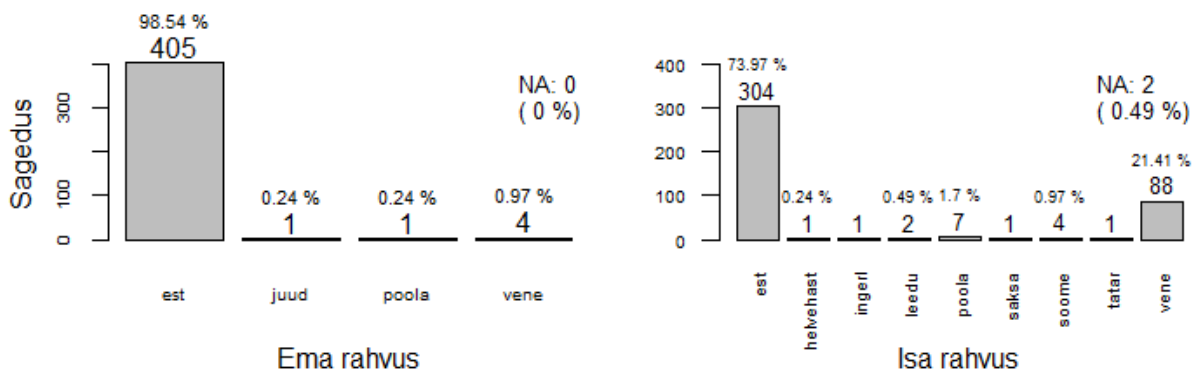 98.54 %
405
NA: 0
( 0 %)
0.24 %
1
0.24 %
1
0.97 %
4
Sagedus
300
100
0
est
juud
poola
vene
Ema rahvus
400
300
200
100
0
73.97 %
304
NA: 2
( 0.49 %)
0.24 %
1
1
0.49 %
2
1.7 %
7
1
0.97 %
4
1
21.41 %
88
est
helvehast
ingerl
leedu
poola
saksa
soome
tatar
vene
Isa rahvus